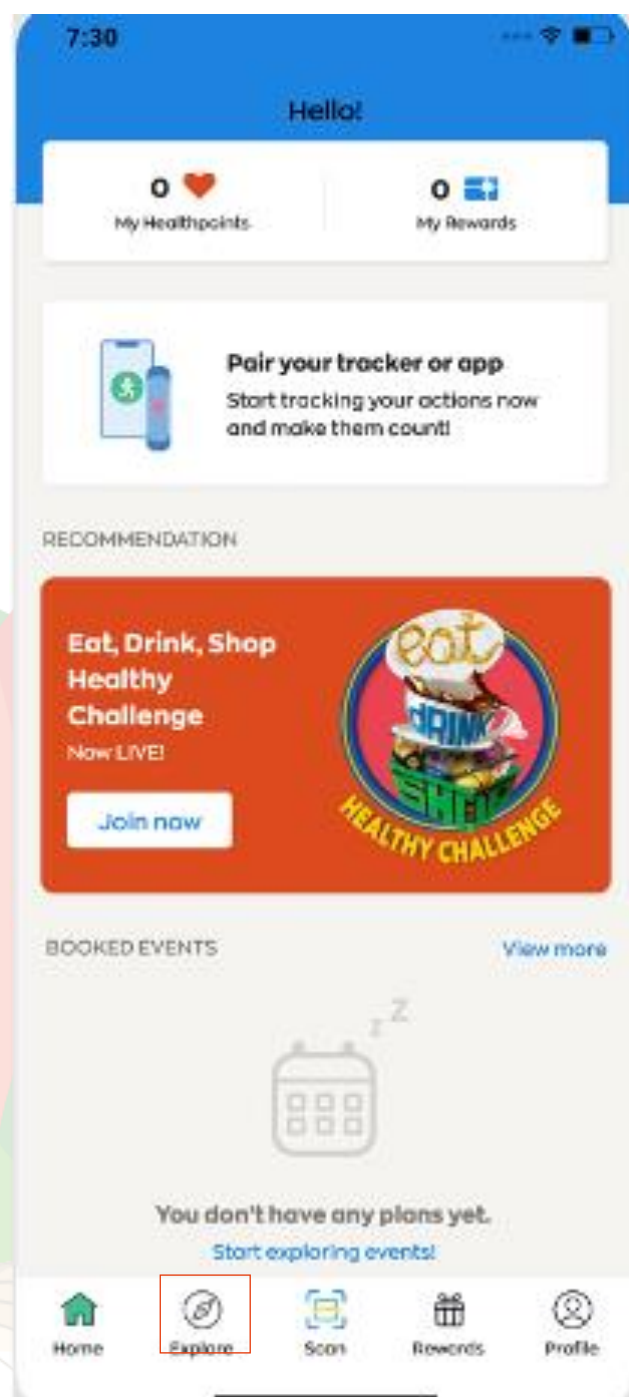 7:30
Hello!
0
My Healthpoints
0
My Rewards
Pair your tracker or app
Start tracking your actions now
and make them count!
RECOMMENDATION
Eat, Drink, Shop
Healthy
Challenge
Now LIVE!
Join now
eat
DRINK
SHOP
HEALTHY CHALLENGE
BOOKED EVENTS
View more
z Z
You don't have any plans yet.
Start exploring events!
Home
Explore
Scan
Rewards
Profile